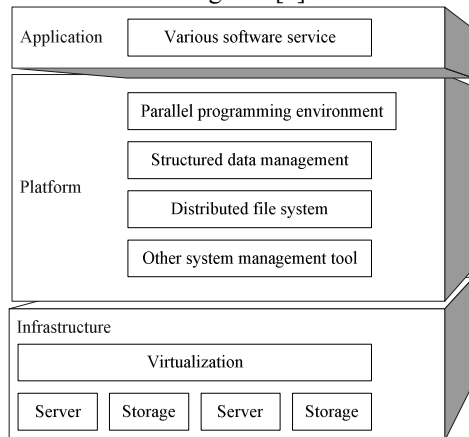 Application
Various software service
Parallel programming environment
Structured data management
Platform
Distributed file system
Other system management tool
Infrastructure
Virtualization
Server Storage Server Storage